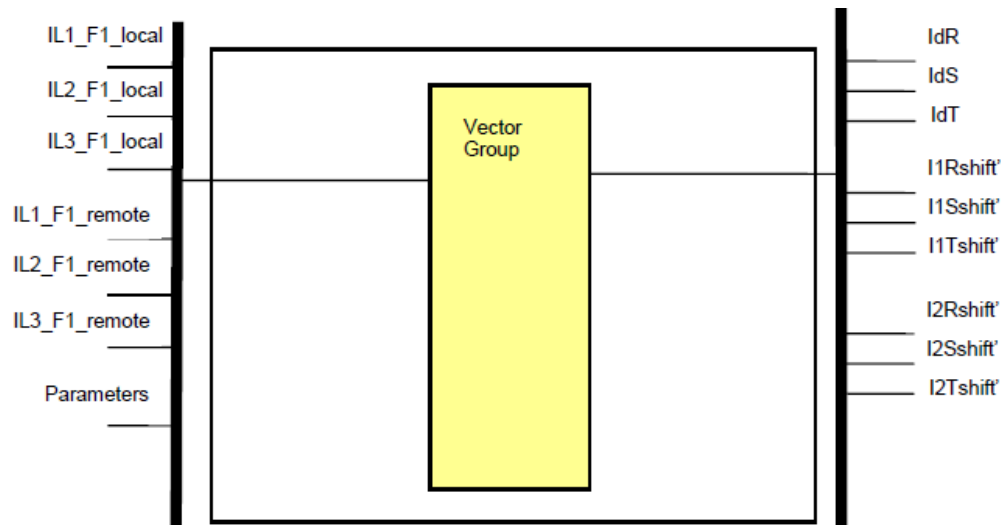 IL1_F1_local
IL2_F1_local
IL3_F1_local
IL1_F1_remote
IL2_F1_remote
IL3_F1_remote
Parameters
Vector
Group
IdR
IdS
IdT
I1Rshift'
I1Sshift'
I1Tshift'
I2Rshift'
I2Sshift'
I2Tshift'